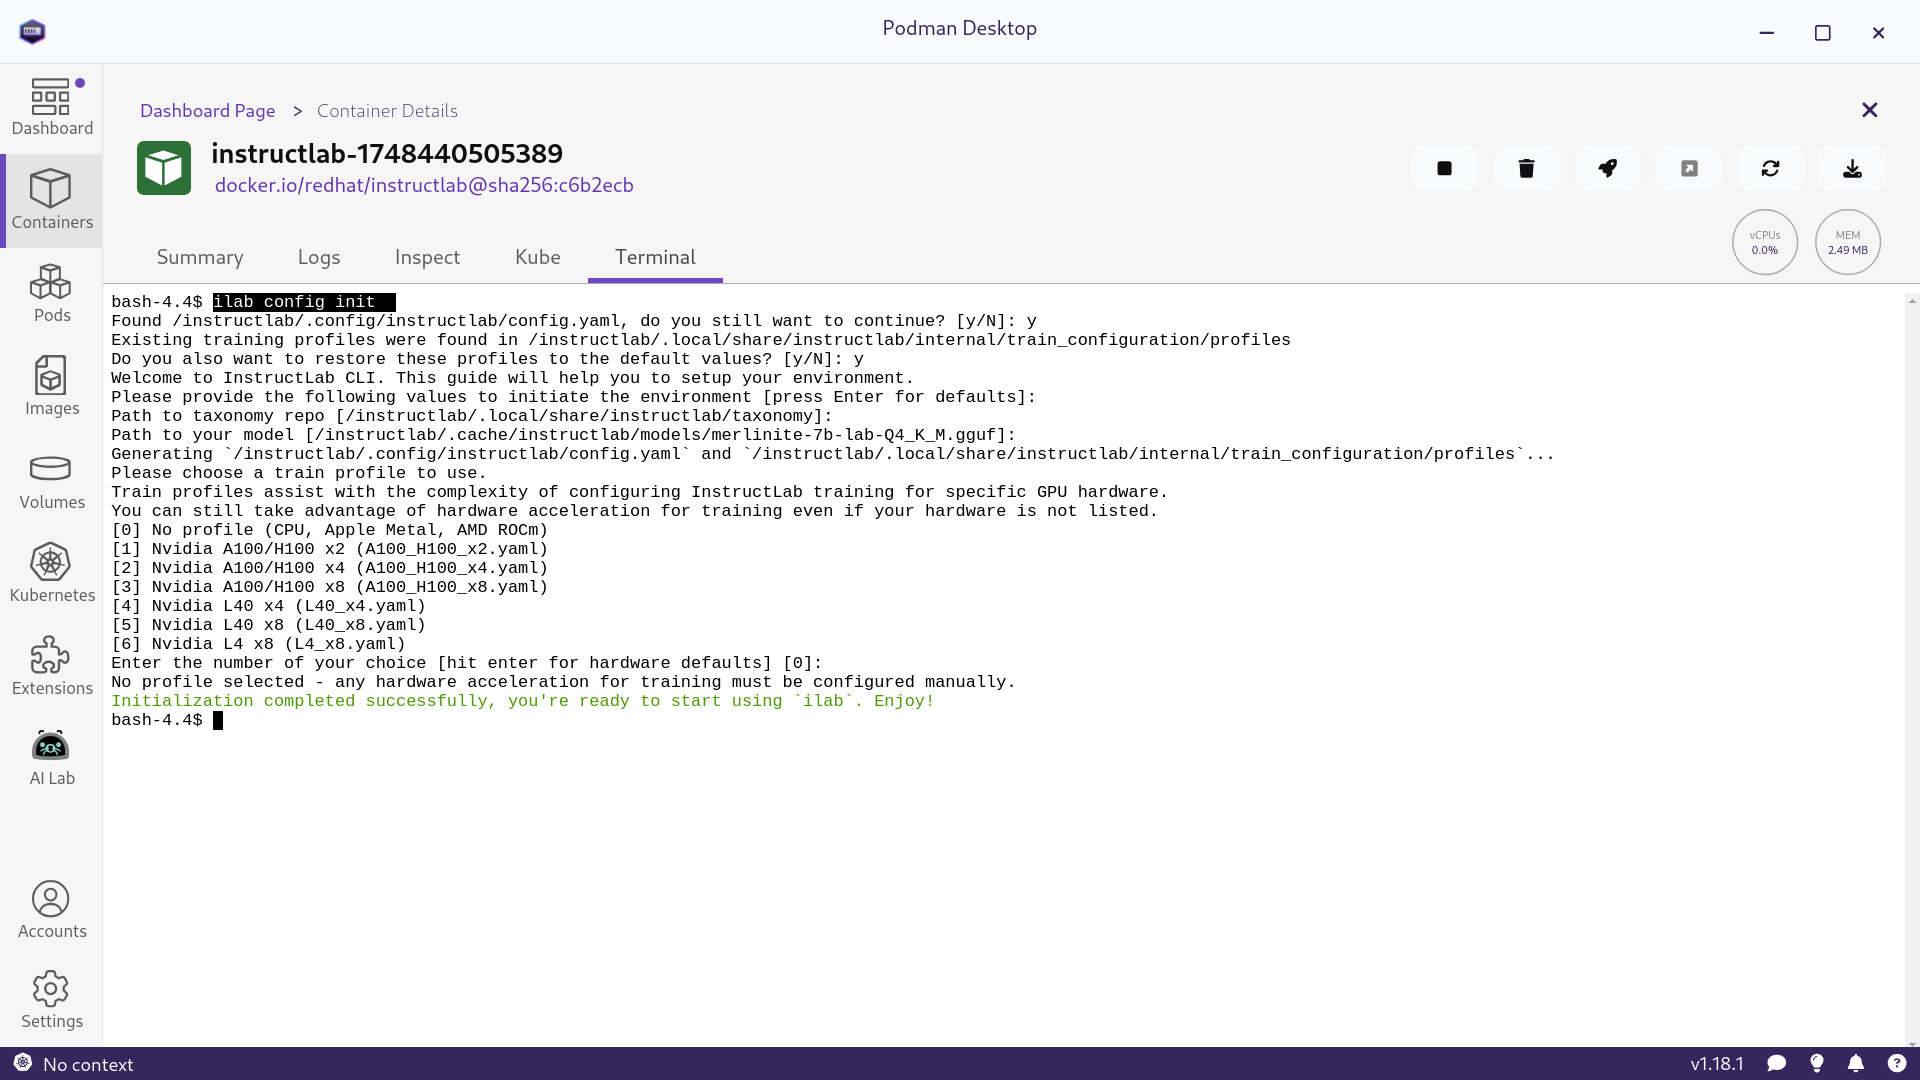 Podman Desktop
Dashboard
Containers
Pods
Images
Volumes
Kubernetes
Extensions
AI Lab
Accounts
Settings
Dashboard Page > Container Details
instructlab-1748440505389
docker.io/redhat/instructlab@sha256:c6b2ecb
vCPUs
0.0%
MEM
2.49 MB
Summary
Logs
Inspect
Kube
Terminal
bash-4.4$ ilab config init
Found /instructlab/.config/instructlab/config.yaml, do you still want to continue? [y/N]: y
Existing training profiles were found in /instructlab/.local/share/instructlab/internal/train_configuration/profiles
Do you also want to restore these profiles to the default values? [y/N]: y
Welcome to InstructLab CLI. This guide will help you to setup your environment.
Please provide the following values to initiate the environment [press Enter for defaults]:
Path to taxonomy repo [/instructlab/.local/share/instructlab/taxonomy]:
Path to your model [/instructlab/.cache/instructlab/models/merlinite-7b-lab-Q4_K_M.gguf]:
Generating `/instructlab/.config/instructlab/config.yaml` and `/instructlab/.local/share/instructlab/internal/train_configuration/profiles`...
Please choose a train profile to use.
Train profiles assist with the complexity of configuring InstructLab training for specific GPU hardware.
You can still take advantage of hardware acceleration for training even if your hardware is not listed.
[0] No profile (CPU, Apple Metal, AMD ROCm)
[1] Nvidia A100/H100 x2 (A100_H100_x2.yaml)
[2] Nvidia A100/H100 x4 (A100_H100_x4.yaml)
[3] Nvidia A100/H100 x8 (A100_H100_x8.yaml)
[4] Nvidia L40 x4 (L40_x4.yaml)
[5] Nvidia L40 x8 (L40_x8.yaml)
[6] Nvidia L4 x8 (L4_x8.yaml)
Enter the number of your choice [hit enter for hardware defaults] [0]:
No profile selected - any hardware acceleration for training must be configured manually.
Initialization completed successfully, you're ready to start using `ilab`. Enjoy!
bash-4.4$
No context
v1.18.1